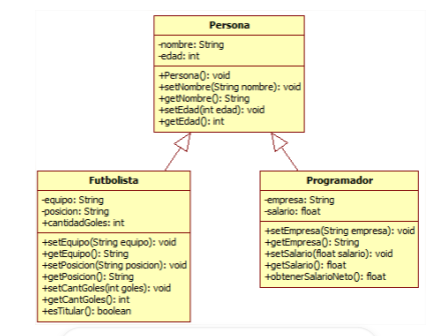 Persona
-nombre: String
-edad: int
+Persona(): void
+setNombre(String nombre): void
+getNombre(): String
+setEdad(int edad): void
+getEdad(): int
Futbolista
-equipo: String
-posicion: String
+cantidadGoles: int
+setEquipo(String equipo): void
+getEquipo(): String
+setPosicion(String posicion): void
+getPosicion(): String
+setCantGoles(int goles): void
+getCantGoles(): int
+esTitular(): boolean
Programador
-empresa: String
-salario: float
+setEmpresa(String empresa): void
+getEmpresa(): String
+setSalario(float salario): void
+getSalario(): float
+obtenerSalarioNeto(): float